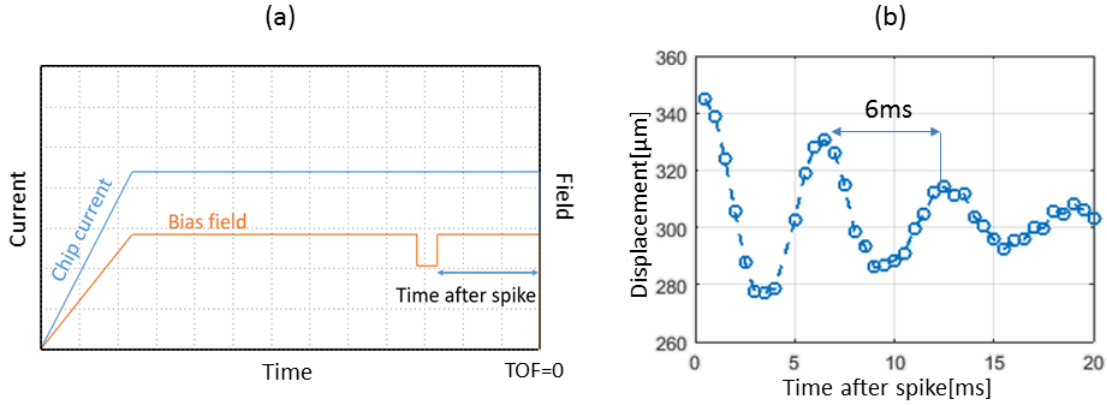 (a)
Current
Chip current
Bias field
Time after spike
Field
Time
TOF=0
(b)
Displacement[μm]
360
340
320
300
280
260
6ms
0
5
10
15
20
Time after spike[ms]